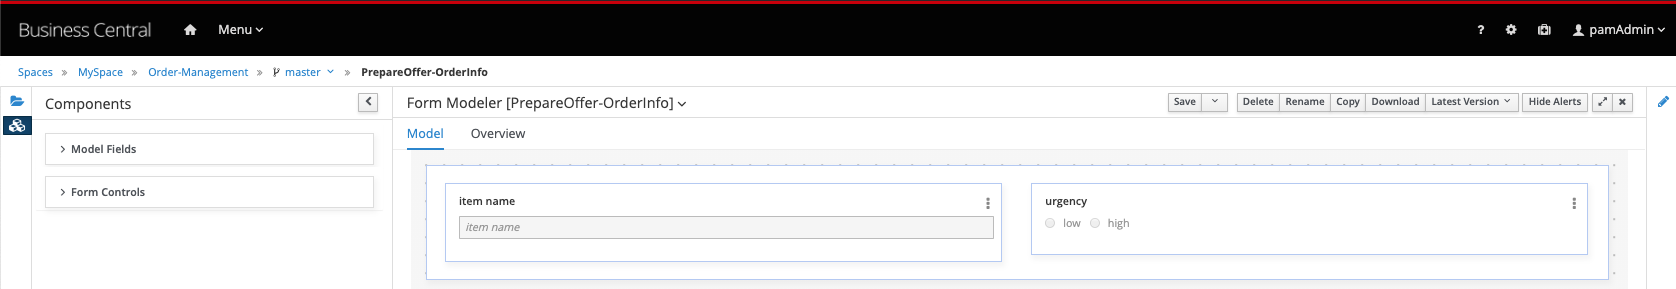 Business Central Menu ? pamAdmin
Spaces » MySpace » Order-Management » master » PrepareOffer-OrderInfo
Components
Form Modeler [PrepareOffer-OrderInfo]
Save Delete Rename Copy Download Latest Version Hide Alerts
Model Overview
Model Fields
Form Controls
item name
item name
urgency
low high